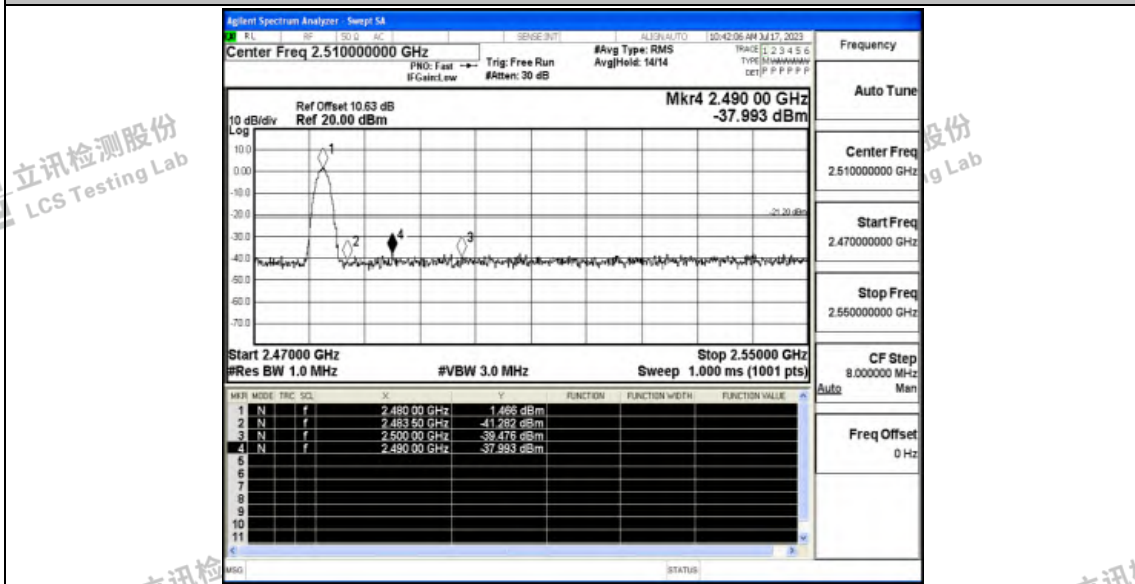 Agilent Spectrum Analyzer - Swept SA
RL RF 50 Ω AC SENSE:INT ALIGNAUTO 10:42:06 AM Jul 17, 2023
Center Freq 2.510000000 GHz
PNO: Fast
IFGain:Low
Trig: Free Run
#Atten: 30 dB
#Avg Type: RMS
Avg|Hold: 14/14
TRACE 1 2 3 4 5 6
TYPE MWWWWW
DET P P P P P P
Frequency
Auto Tune
Center Freq
2.510000000 GHz
Start Freq
2.470000000 GHz
Stop Freq
2.550000000 GHz
CF Step
8.000000 MHz
Auto Man
Freq Offset
0 Hz
Mkr4 2.490 00 GHz
-37.993 dBm
Ref Offset 10.63 dB
10 dB/div Ref 20.00 dBm
Log
10.0
0.00
-10.0
-20.0
-30.0
-40.0
-50.0
-60.0
-70.0
1
2
4
3
-21.20 dBm
Start 2.47000 GHz Stop 2.55000 GHz
#Res BW 1.0 MHz #VBW 3.0 MHz Sweep 1.000 ms (1001 pts)
MKR MODE TRC SCL X Y FUNCTION FUNCTION WIDTH FUNCTION VALUE
1 N f 2.480 00 GHz 1.466 dBm
2 N f 2.483 50 GHz -41.282 dBm
3 N f 2.500 00 GHz -39.476 dBm
4 N f 2.490 00 GHz -37.993 dBm
5
6
7
8
9
10
11
MSG STATUS
立讯检测股份
LCS Testing Lab
股份
g Lab
立讯检
立讯